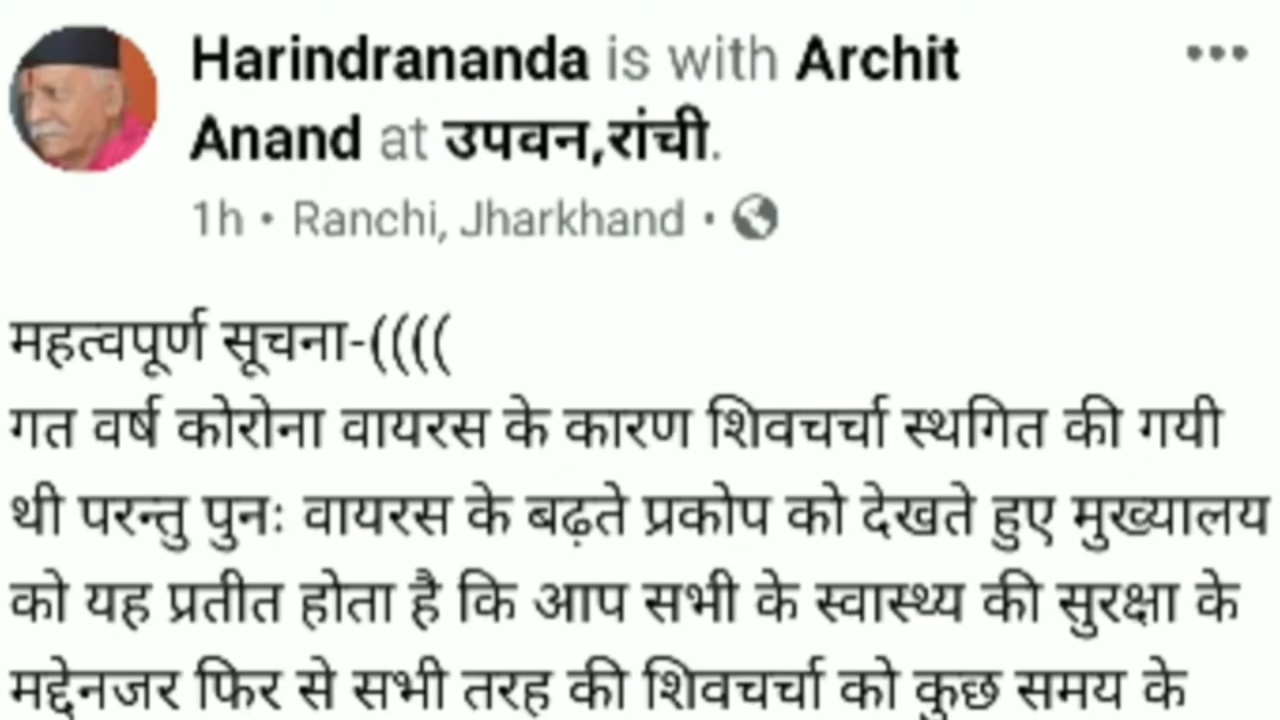 Harindrananda is with Archit
Anand at उपवन,रांची.
1h • Ranchi, Jharkhand •
महत्वपूर्ण सूचना-((((
गत वर्ष कोरोना वायरस के कारण शिवचर्चा स्थगित की गयी
थी परन्तु पुनः वायरस के बढ़ते प्रकोप को देखते हुए मुख्यालय
को यह प्रतीत होता है कि आप सभी के स्वास्थ्य की सुरक्षा के
मद्देनजर फिर से सभी तरह की शिवचर्चा को कुछ समय के